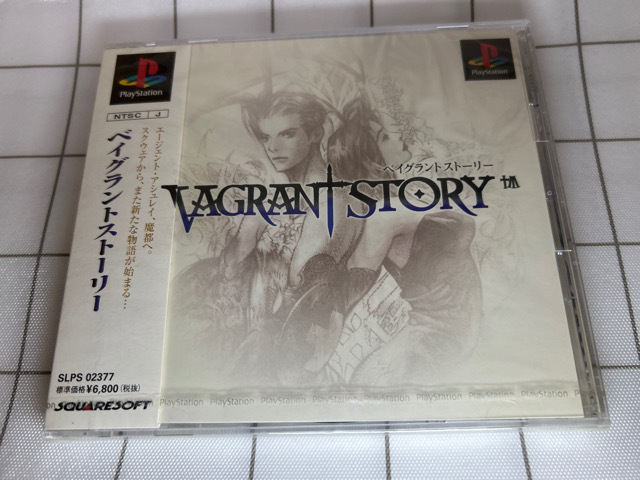 PlayStation
NTSC J
ベイグラントストーリー
エージェント・アシュレイ、魔都へ。
スクウェアから、また新たな物語が始まる…
SLPS 02377
標準価格¥6,800(税抜)
SQUARESOFT
PlayStation
ベイグラントストーリー
VAGRANT STORY
PlayStation PlayStation PlayStation PlayStation PlayStation PlayStation PlayStation